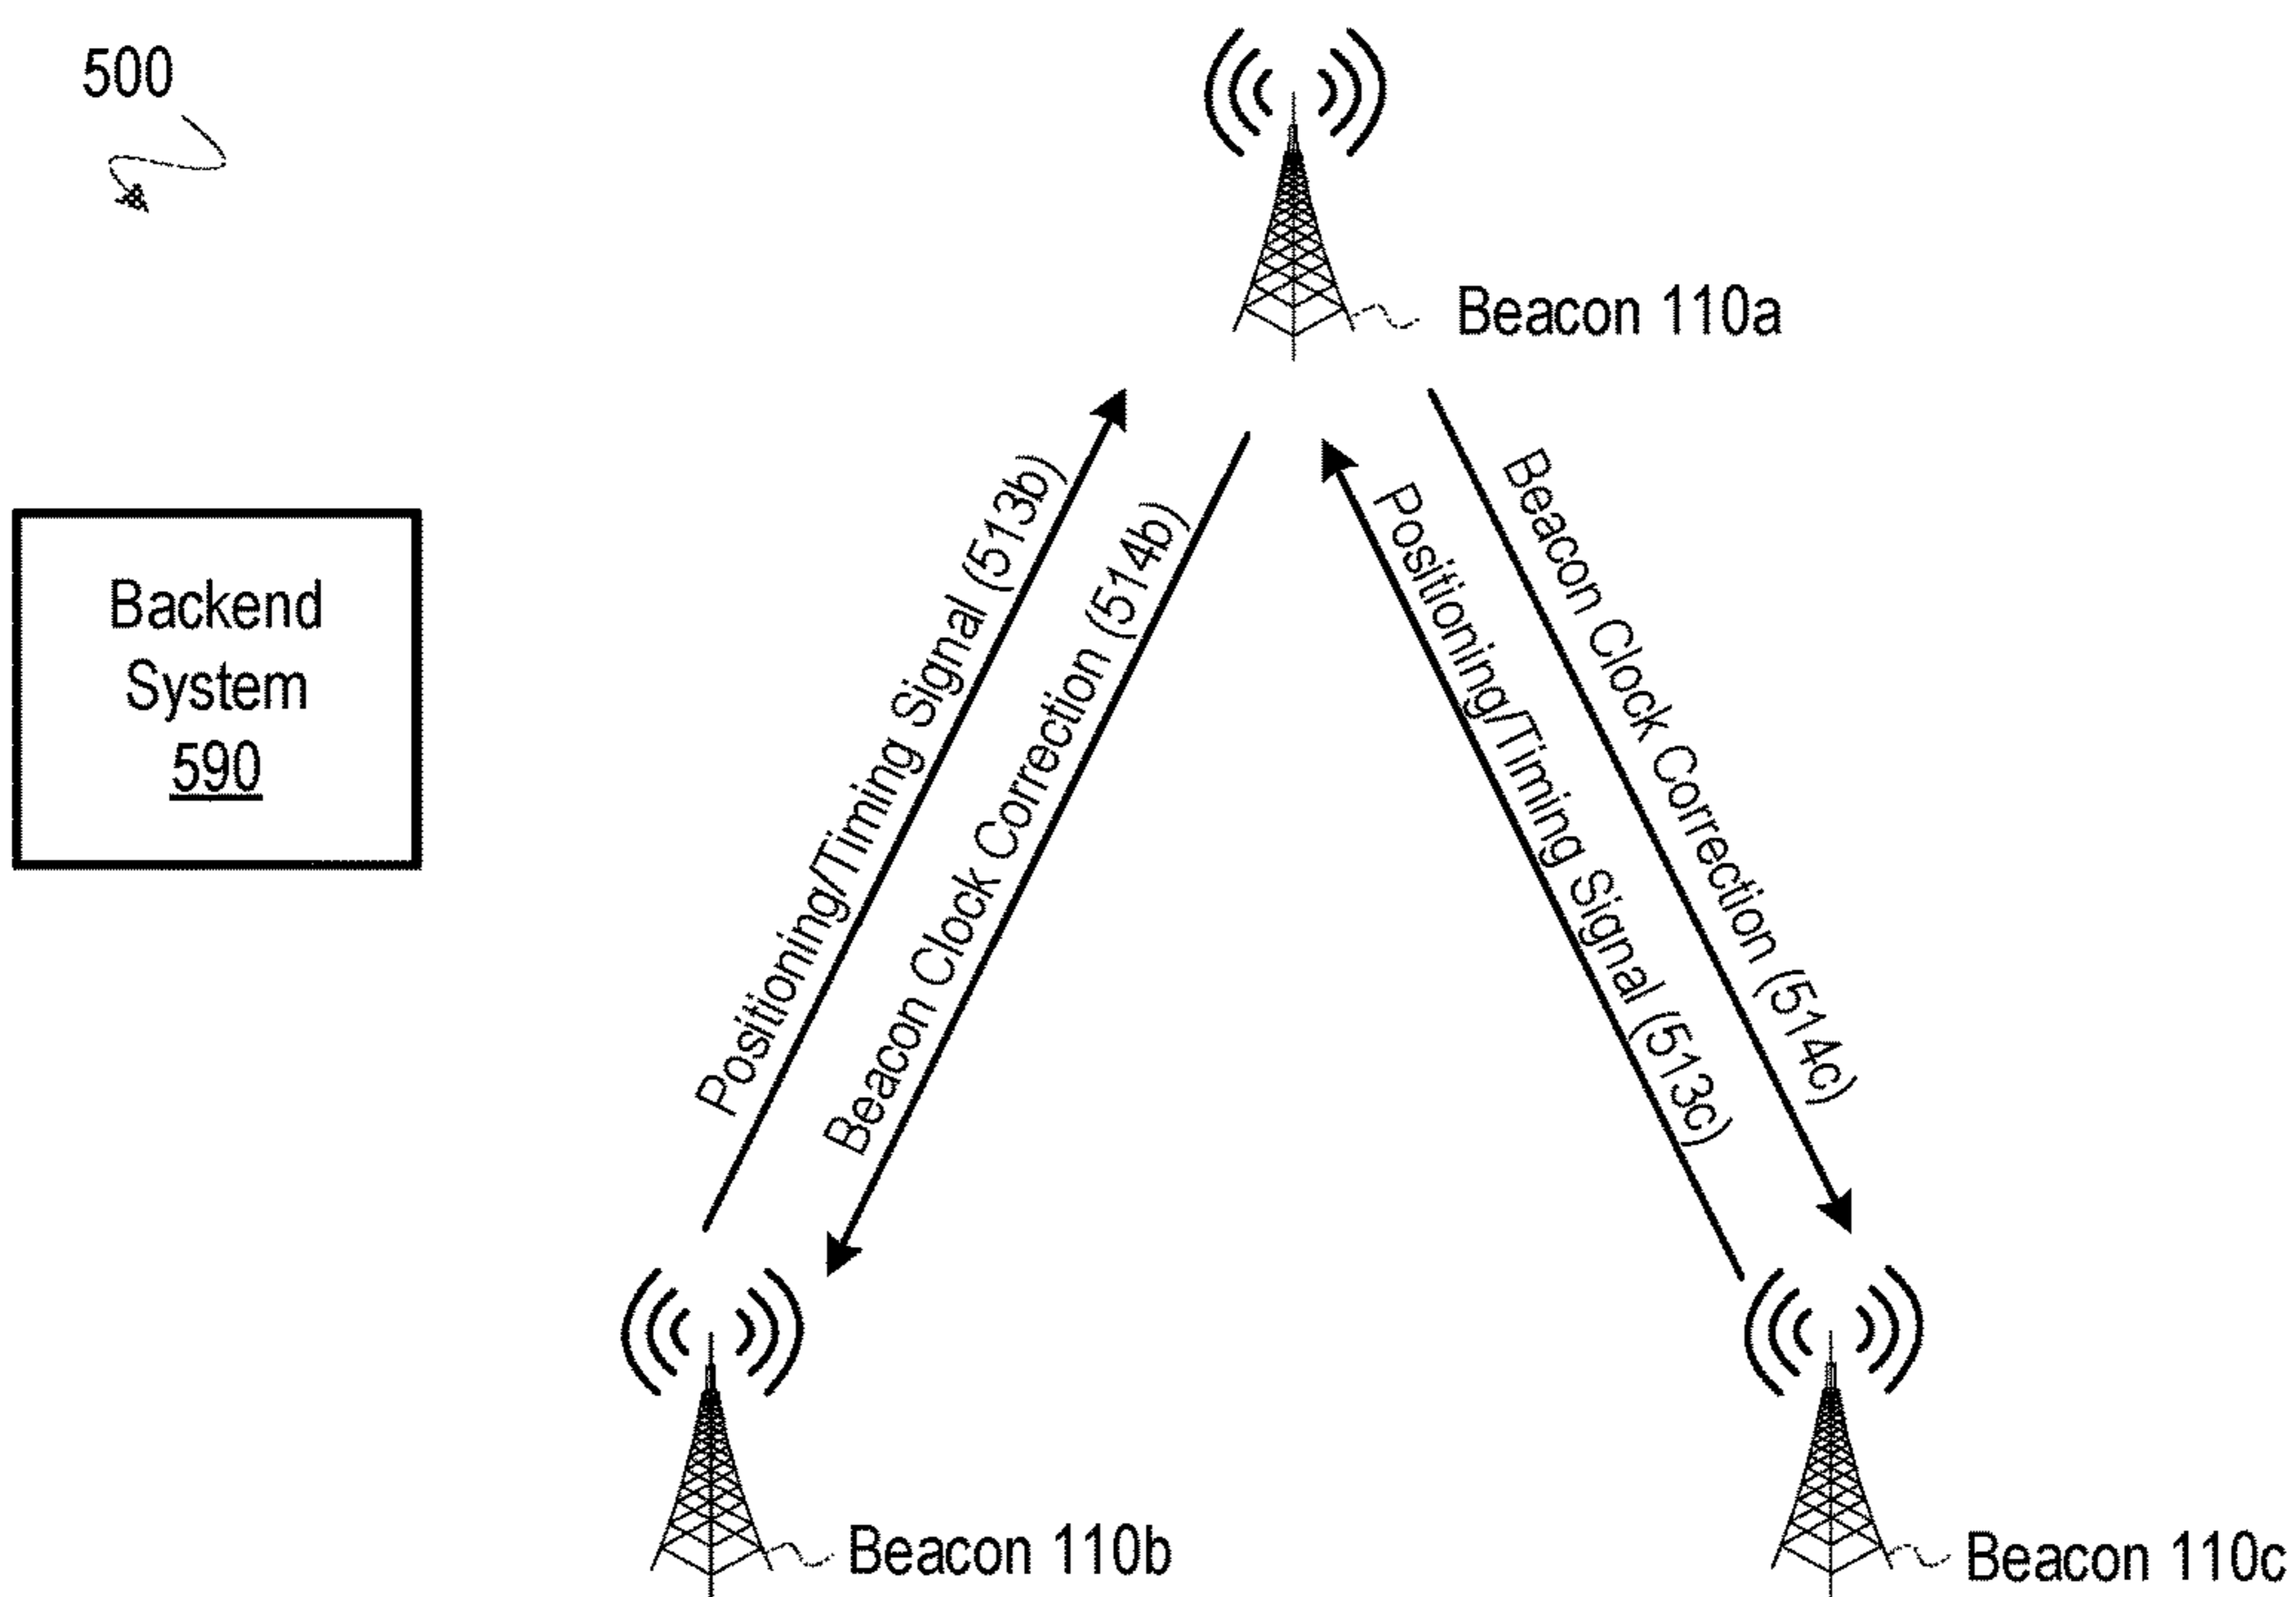 500
Beacon 110a
Backend
System
590
Positioning/Timing Signal (513b)
Beacon Clock Correction (514b)
Positioning/Timing Signal (513c)
Beacon Clock Correction (514c)
Beacon 110b
Beacon 110c